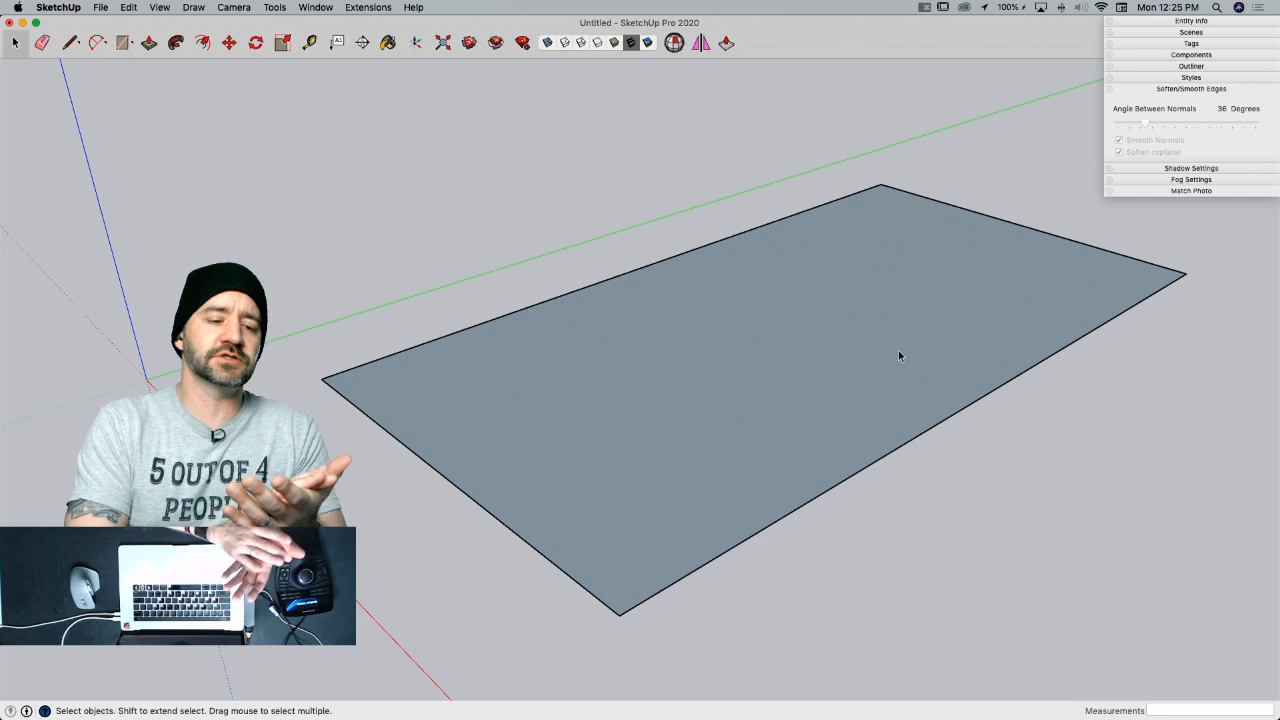 SketchUp File Edit View Draw Camera Tools Window Extensions Help 100% Mon 12:25 PM
Untitled - SketchUp Pro 2020
Entity Info
Scenes
Tags
Components
Outliner
Styles
Soften/Smooth Edges
Angle Between Normals 36 Degrees
Smooth Normals
Soften coplanar
Shadow Settings
Fog Settings
Match Photo
5 OUT OF 4
Select objects. Shift to extend select. Drag mouse to select multiple. Measurements